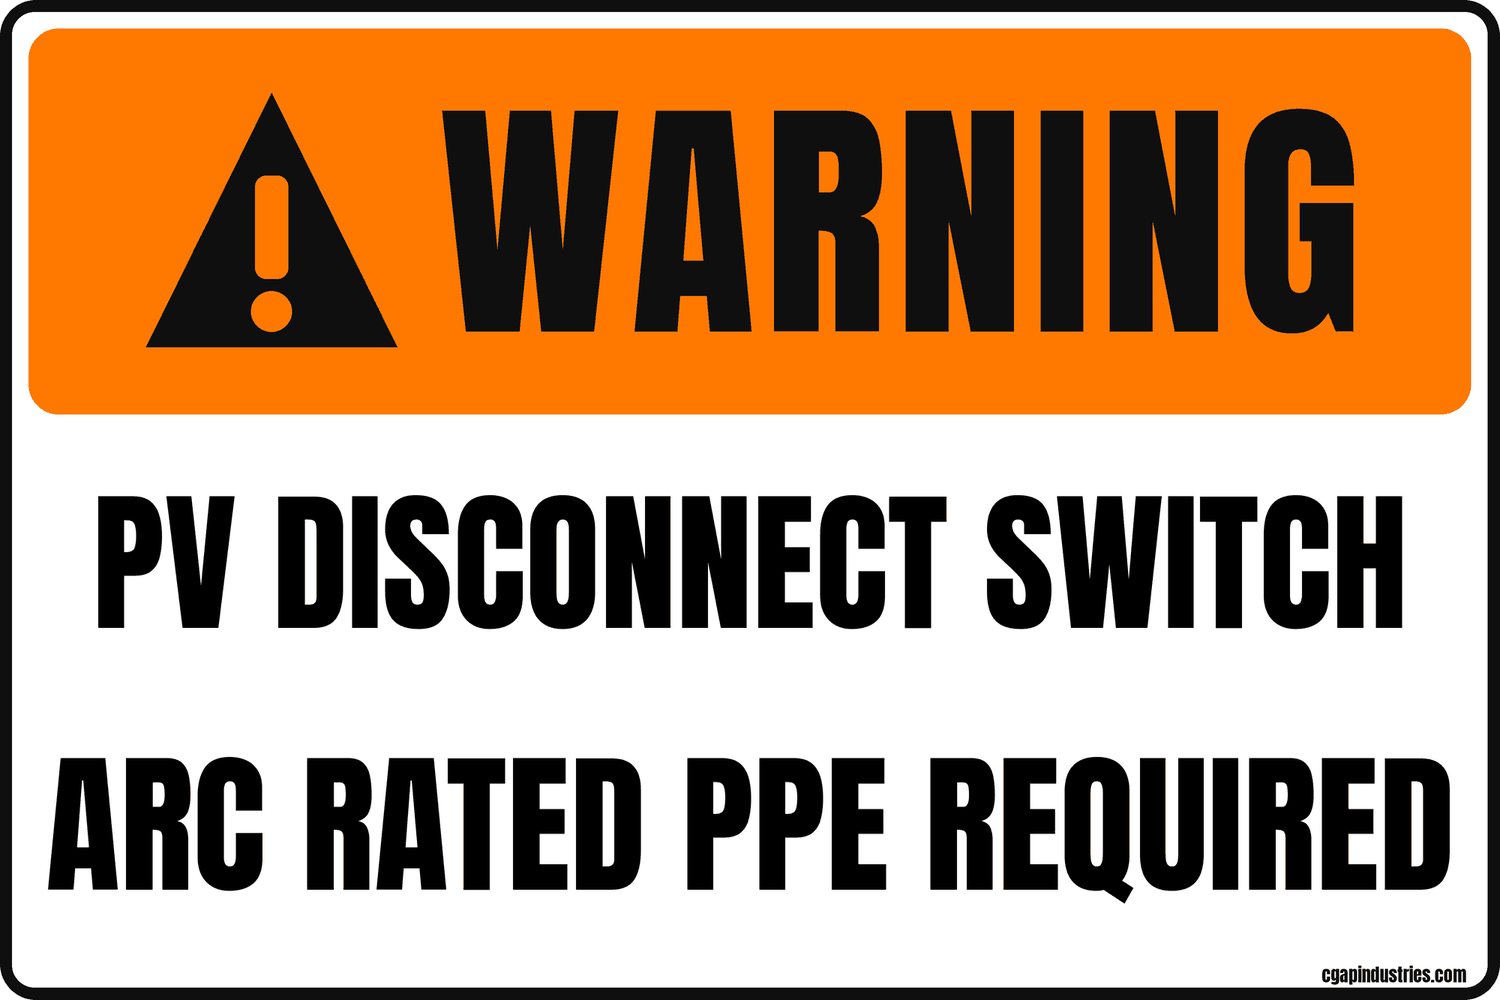 WARNING
PV DISCONNECT SWITCH
ARC RATED PPE REQUIRED
cgapindustries.com